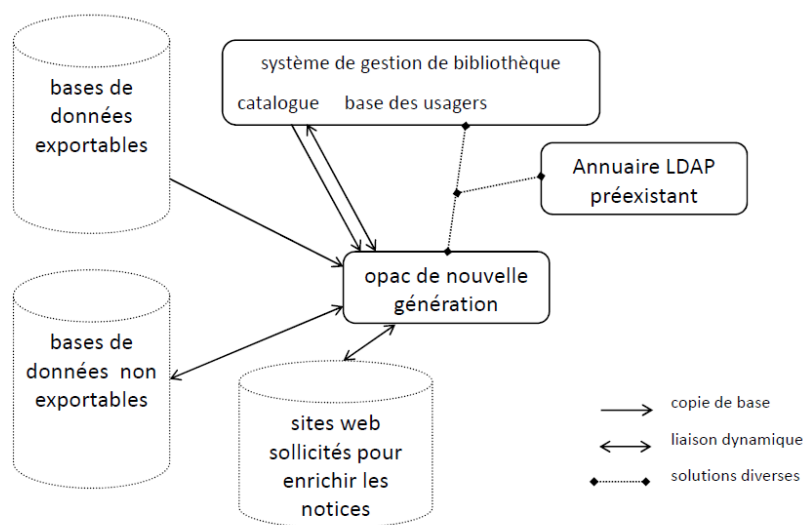 bases de
données
exportables
système de gestion de bibliothèque
catalogue base des usagers
Annuaire LDAP
préexistant
opac de nouvelle
génération
bases de
données non
exportables
sites web
sollicités pour
enrichir les
notices
copie de base
liaison dynamique
solutions diverses